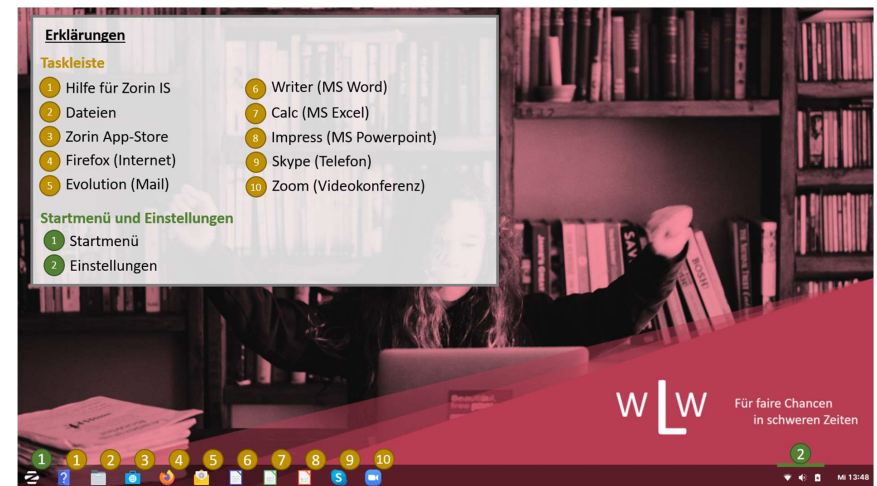 Erklärungen
Taskleiste
1 Hilfe für Zorin IS
2 Dateien
3 Zorin App-Store
4 Firefox (Internet)
5 Evolution (Mail)
6 Writer (MS Word)
7 Calc (MS Excel)
8 Impress (MS Powerpoint)
9 Skype (Telefon)
10 Zoom (Videokonferenz)
Startmenü und Einstellungen
1 Startmenü
2 Einstellungen
W L W
Für faire Chancen
in schweren Zeiten
1 1 2 3 4 5 6 7 8 9 10 2
Mi 13:48